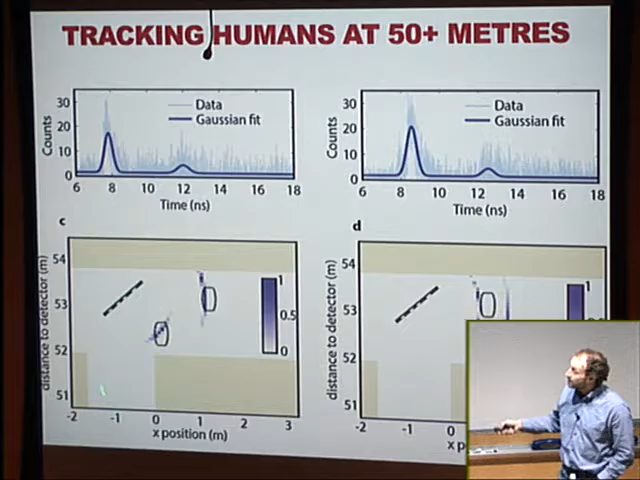 TRACKING HUMANS AT 50+ METRES
Counts
30
20
10
0
Data
Gaussian fit
6 8 10 12 14 16 18
Time (ns)
Counts
30
20
10
0
Data
Gaussian fit
6 8 10 12 14 16 18
Time (ns)
c
distance to detector (m)
54
53
52
51
1
0.5
0
-2 -1 0 1 2 3
x position (m)
d
distance to detector (m)
54
53
52
51
1
-2 -1 0
x p